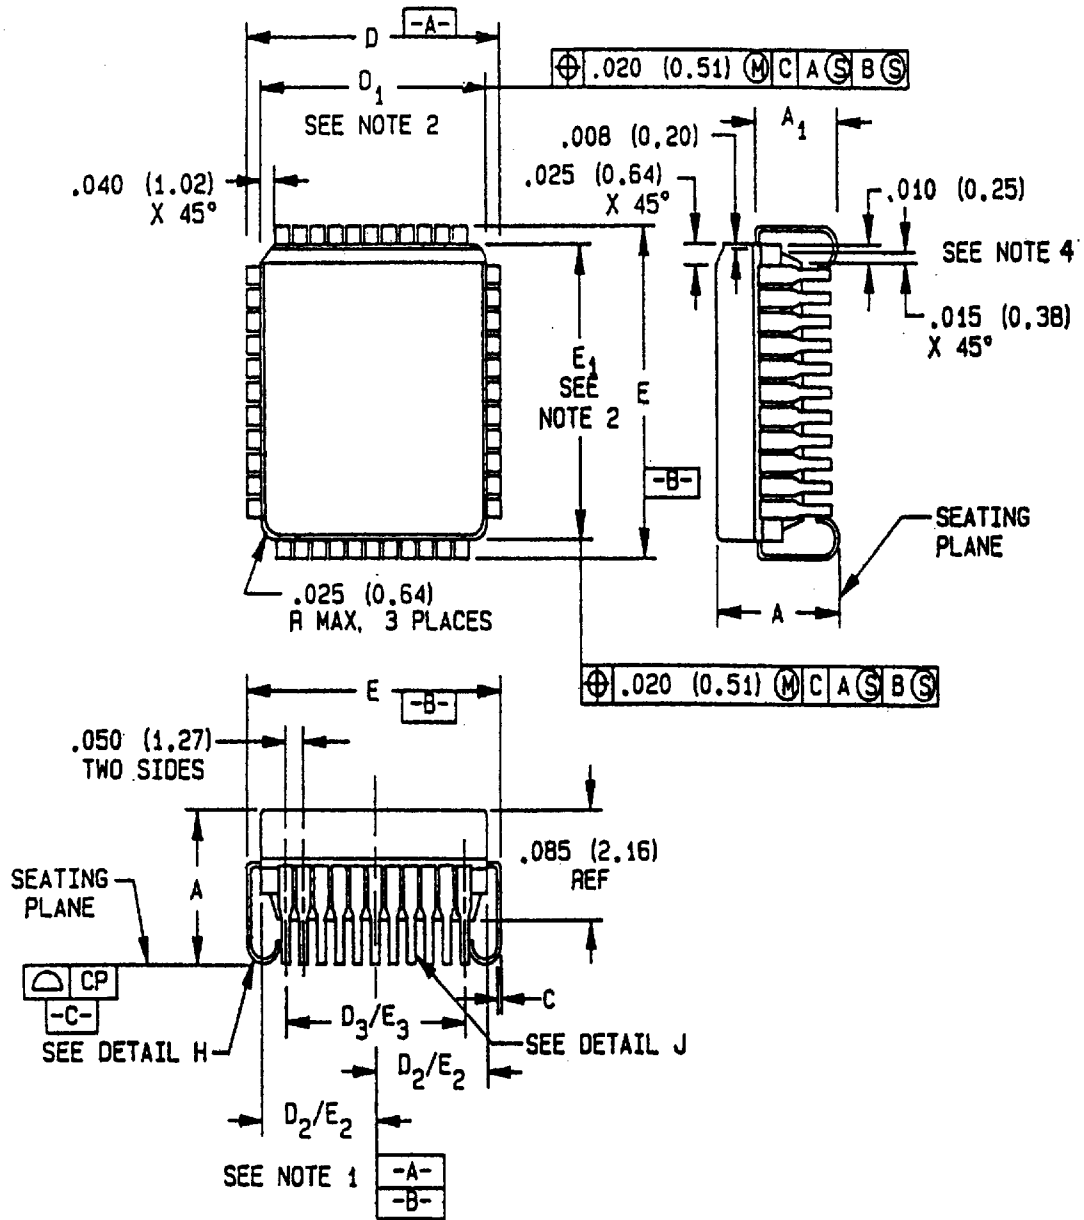 D
-A-
D1
SEE NOTE 2
⌖ .020 (0.51) Ⓜ C A Ⓢ B Ⓢ
A1
.008 (0.20)
.025 (0.64)
X 45°
.040 (1.02)
X 45°
.010 (0.25)
SEE NOTE 4
.015 (0.38)
X 45°
E1
SEE
NOTE 2
E
-B-
SEATING
PLANE
A
.025 (0.64)
R MAX, 3 PLACES
⌖ .020 (0.51) Ⓜ C A Ⓢ B Ⓢ
E
-B-
.050 (1.27)
TWO SIDES
.085 (2.16)
REF
A
SEATING
PLANE
⌓ CP
-C-
C
D3/E3
SEE DETAIL H
SEE DETAIL J
D2/E2
D2/E2
SEE NOTE 1
-A-
-B-